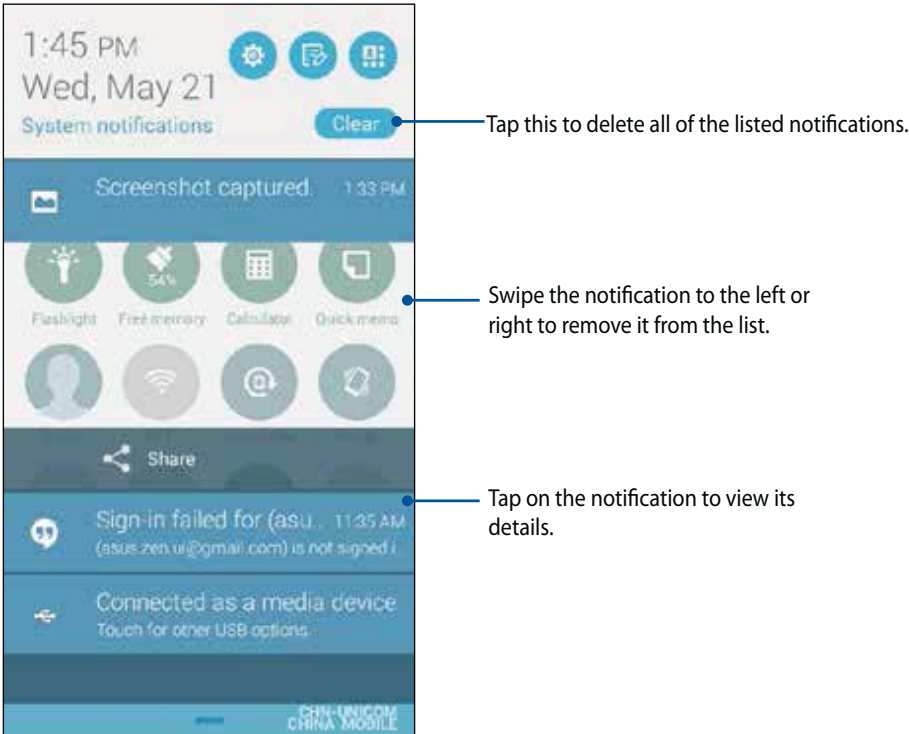 1:45 PM
Wed, May 21
System notifications
Clear
Tap this to delete all of the listed notifications.
Screenshot captured. 1:33 PM
54%
Flashlight Free memory Calculator Quick memo
Swipe the notification to the left or
right to remove it from the list.
Share
Tap on the notification to view its
details.
Sign-in failed for (asu.. 11:35 AM
(asus.zen.ui@gmail.com) is not signed i
Connected as a media device
Touch for other USB options.
CHN-UNICOM
CHINA MOBILE